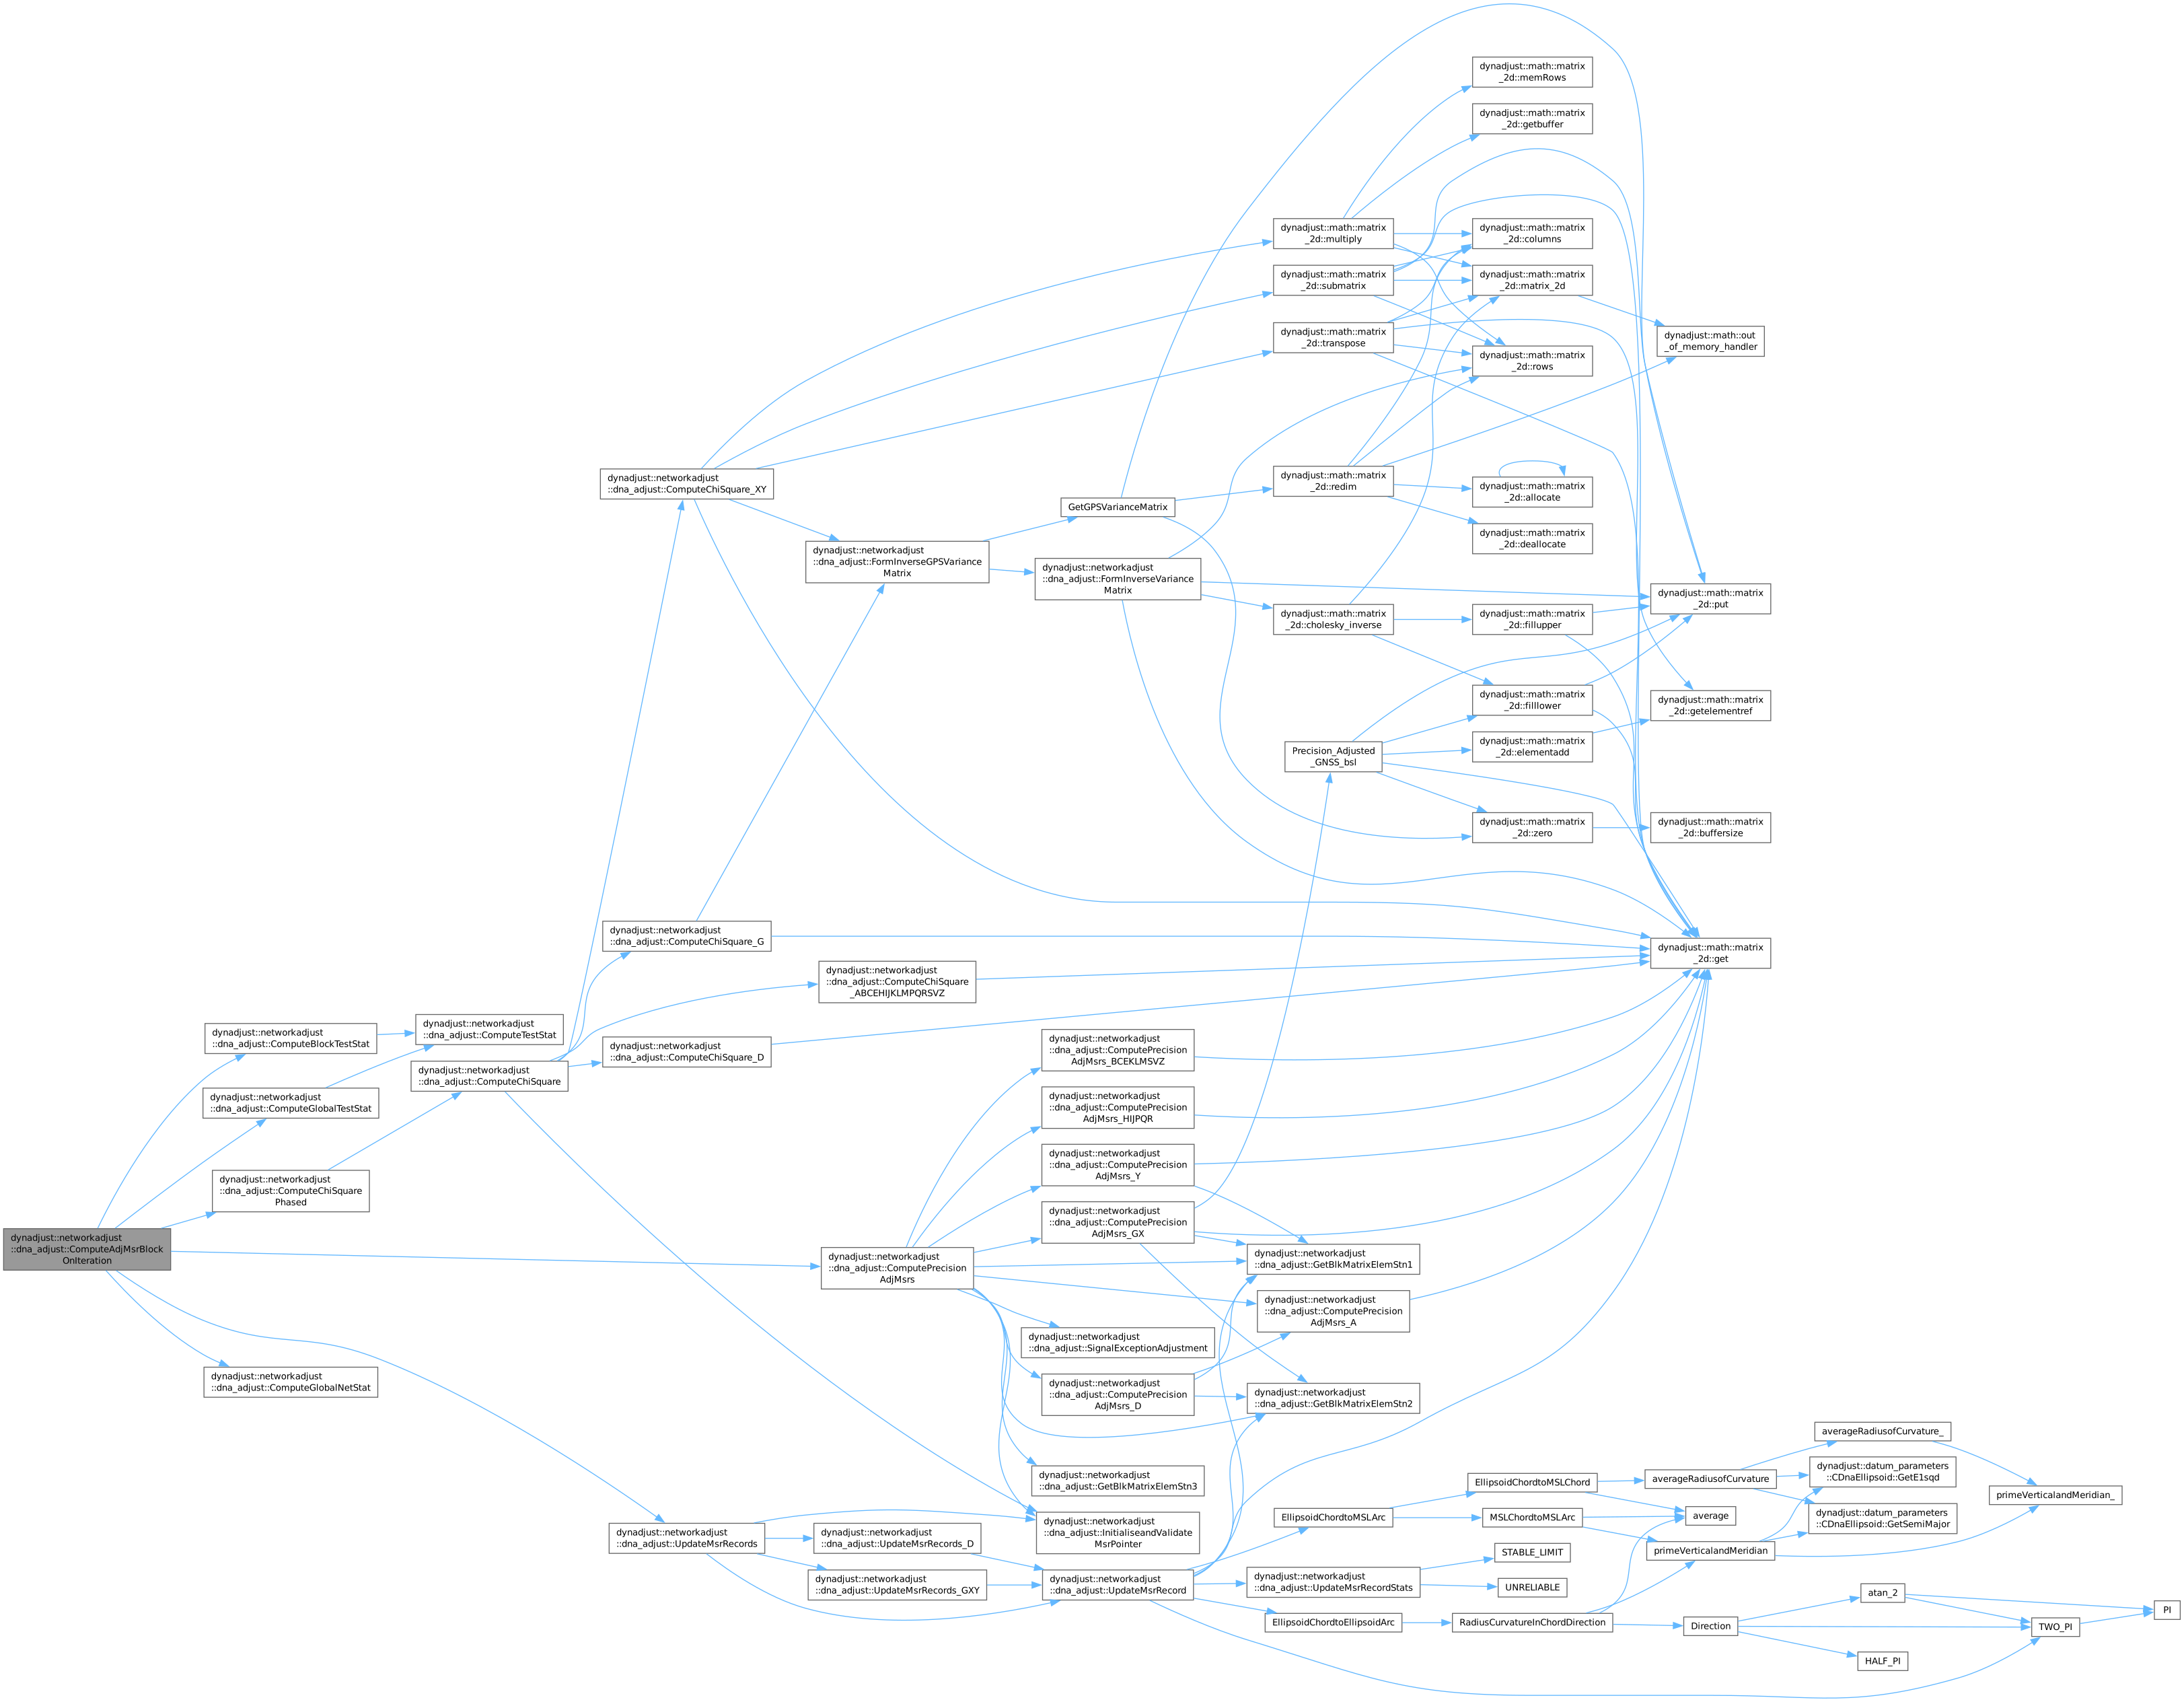 dynadjust::networkadjust
::dna_adjust::ComputeAdjMsrBlock
OnIteration
dynadjust::networkadjust
::dna_adjust::ComputeBlockTestStat
dynadjust::networkadjust
::dna_adjust::ComputeTestStat
dynadjust::networkadjust
::dna_adjust::ComputeGlobalTestStat
dynadjust::networkadjust
::dna_adjust::ComputeChiSquare
Phased
dynadjust::networkadjust
::dna_adjust::ComputeChiSquare
dynadjust::networkadjust
::dna_adjust::ComputeGlobalNetStat
dynadjust::networkadjust
::dna_adjust::ComputeChiSquare_XY
dynadjust::networkadjust
::dna_adjust::ComputeChiSquare_G
dynadjust::networkadjust
::dna_adjust::ComputeChiSquare
_ABCEHIJKLMPQRSVZ
dynadjust::networkadjust
::dna_adjust::ComputeChiSquare_D
dynadjust::networkadjust
::dna_adjust::FormInverseGPSVariance
Matrix
GetGPSVarianceMatrix
dynadjust::networkadjust
::dna_adjust::FormInverseVariance
Matrix
dynadjust::math::matrix
_2d::multiply
dynadjust::math::matrix
_2d::submatrix
dynadjust::math::matrix
_2d::transpose
dynadjust::math::matrix
_2d::redim
dynadjust::math::matrix
_2d::cholesky_inverse
Precision_Adjusted
_GNSS_bsl
dynadjust::math::matrix
_2d::memRows
dynadjust::math::matrix
_2d::getbuffer
dynadjust::math::matrix
_2d::columns
dynadjust::math::matrix
_2d::matrix_2d
dynadjust::math::matrix
_2d::rows
dynadjust::math::matrix
_2d::allocate
dynadjust::math::matrix
_2d::deallocate
dynadjust::math::matrix
_2d::fillupper
dynadjust::math::matrix
_2d::filllower
dynadjust::math::matrix
_2d::elementadd
dynadjust::math::matrix
_2d::zero
dynadjust::math::out
_of_memory_handler
dynadjust::math::matrix
_2d::put
dynadjust::math::matrix
_2d::getelementref
dynadjust::math::matrix
_2d::buffersize
dynadjust::math::matrix
_2d::get
dynadjust::networkadjust
::dna_adjust::ComputePrecision
AdjMsrs
dynadjust::networkadjust
::dna_adjust::ComputePrecision
AdjMsrs_BCEKLMSVZ
dynadjust::networkadjust
::dna_adjust::ComputePrecision
AdjMsrs_HIJPQR
dynadjust::networkadjust
::dna_adjust::ComputePrecision
AdjMsrs_Y
dynadjust::networkadjust
::dna_adjust::ComputePrecision
AdjMsrs_GX
dynadjust::networkadjust
::dna_adjust::GetBlkMatrixElemStn1
dynadjust::networkadjust
::dna_adjust::ComputePrecision
AdjMsrs_A
dynadjust::networkadjust
::dna_adjust::SignalExceptionAdjustment
dynadjust::networkadjust
::dna_adjust::ComputePrecision
AdjMsrs_D
dynadjust::networkadjust
::dna_adjust::GetBlkMatrixElemStn2
dynadjust::networkadjust
::dna_adjust::GetBlkMatrixElemStn3
dynadjust::networkadjust
::dna_adjust::InitialiseandValidate
MsrPointer
dynadjust::networkadjust
::dna_adjust::UpdateMsrRecords
dynadjust::networkadjust
::dna_adjust::UpdateMsrRecords_D
dynadjust::networkadjust
::dna_adjust::UpdateMsrRecords_GXY
dynadjust::networkadjust
::dna_adjust::UpdateMsrRecord
EllipsoidChordtoMSLArc
dynadjust::networkadjust
::dna_adjust::UpdateMsrRecordStats
EllipsoidChordtoEllipsoidArc
EllipsoidChordtoMSLChord
MSLChordtoMSLArc
STABLE_LIMIT
UNRELIABLE
RadiusCurvatureInChordDirection
averageRadiusofCurvature
average
primeVerticalandMeridian
Direction
averageRadiusofCurvature_
dynadjust::datum_parameters
::CDnaEllipsoid::GetE1sqd
dynadjust::datum_parameters
::CDnaEllipsoid::GetSemiMajor
primeVerticalandMeridian_
atan_2
HALF_PI
TWO_PI
PI